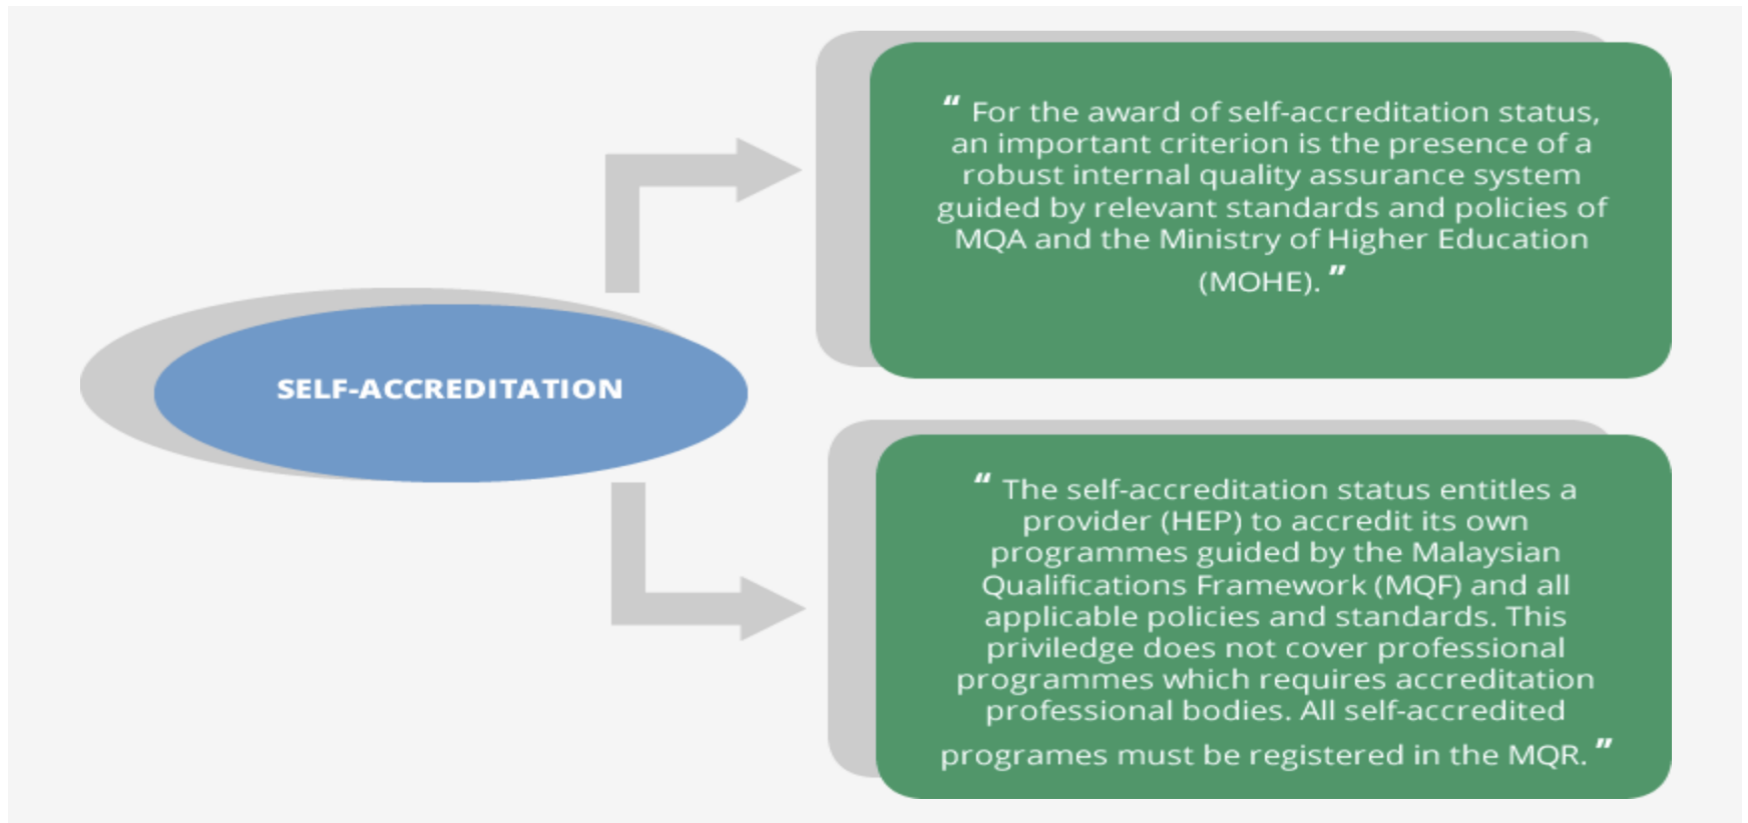 SELF-ACCREDITATION
“ For the award of self-accreditation status,
an important criterion is the presence of a
robust internal quality assurance system
guided by relevant standards and policies of
MQA and the Ministry of Higher Education
(MOHE). ”
“ The self-accreditation status entitles a
provider (HEP) to accredit its own
programmes guided by the Malaysian
Qualifications Framework (MQF) and all
applicable policies and standards. This
priviledge does not cover professional
programmes which requires accreditation
professional bodies. All self-accredited
programes must be registered in the MQR. ”